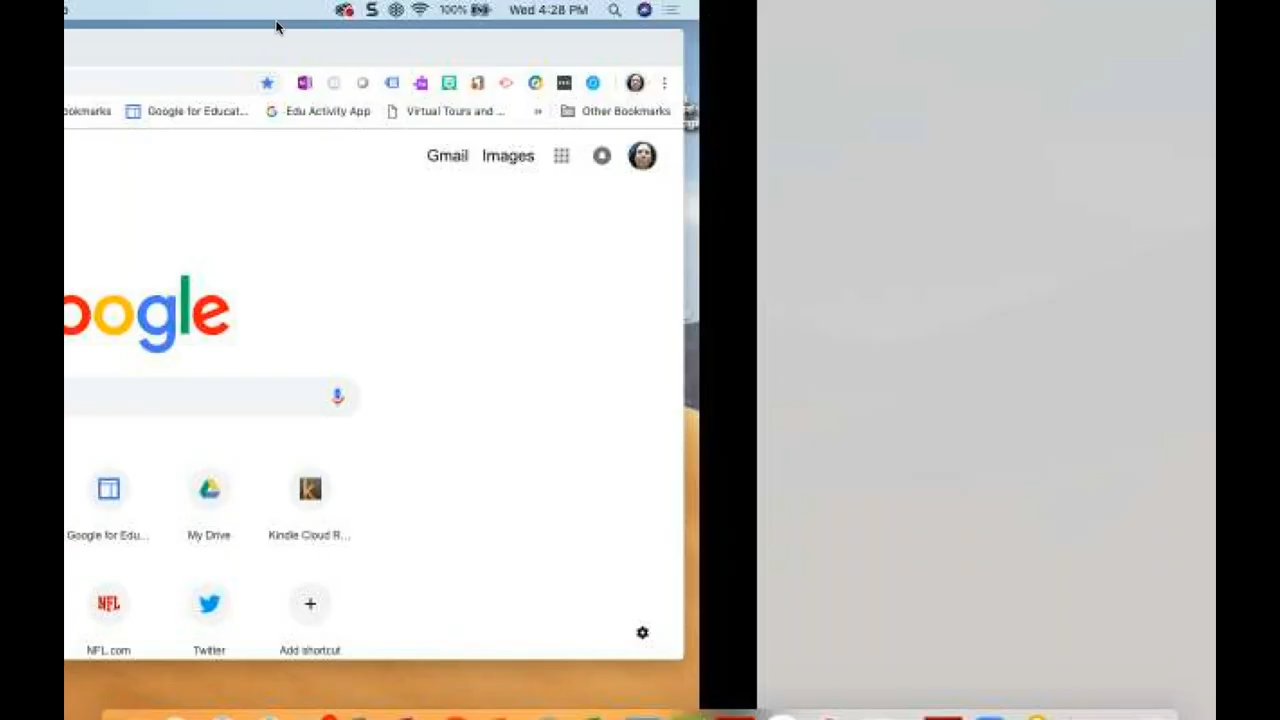 100% Wed 4:28 PM
ookmarks Google for Educat... Edu Activity App Virtual Tours and ... » Other Bookmarks
Gmail Images
oogle
Google for Edu... My Drive Kindle Cloud R...
NFL
NFL.com Twitter Add shortcut